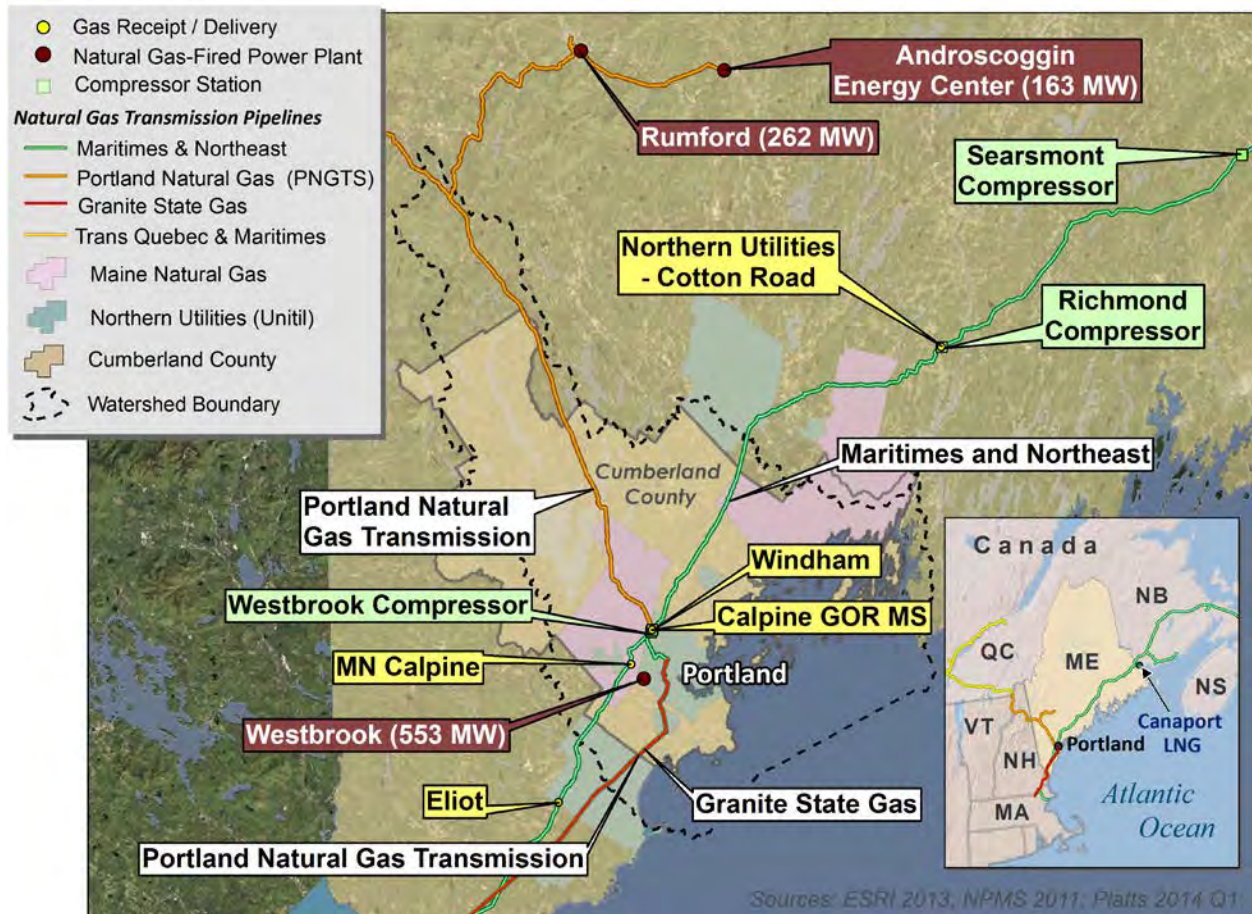 Gas Receipt / Delivery
Natural Gas-Fired Power Plant
Compressor Station
Natural Gas Transmission Pipelines
Maritimes & Northeast
Portland Natural Gas (PNGTS)
Granite State Gas
Trans Quebec & Maritimes
Maine Natural Gas
Northern Utilities (Unitil)
Cumberland County
Watershed Boundary
Androscoggin
Energy Center (163 MW)
Rumford (262 MW)
Searsmont
Compressor
Northern Utilities
- Cotton Road
Richmond
Compressor
Maritimes and Northeast
Cumberland
County
Portland Natural
Gas Transmission
Windham
Westbrook Compressor
Calpine GOR MS
MN Calpine
Portland
Westbrook (553 MW)
Eliot
Granite State Gas
Portland Natural Gas Transmission
Canada
NB
QC
ME
NS
VT
Canaport
LNG
Portland
NH
MA
Atlantic
Ocean
Sources: ESRI 2013; NPMS 2011; Platts 2014 Q1